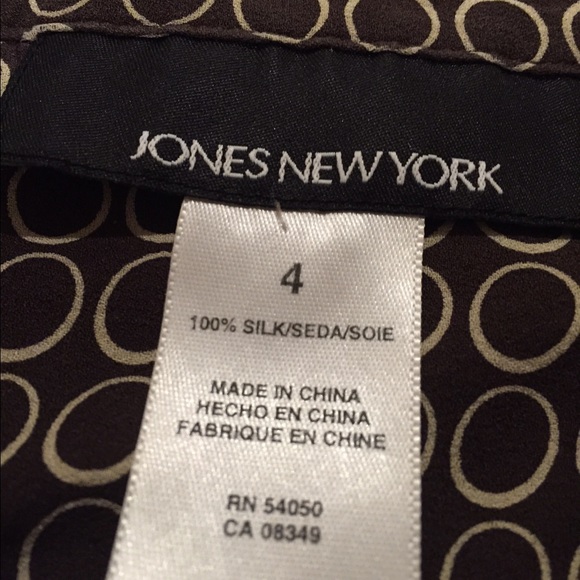 JONES NEW YORK
4
100% SILK/SEDA/SOIE
MADE IN CHINA
HECHO EN CHINA
FABRIQUE EN CHINE
RN 54050
CA 08349